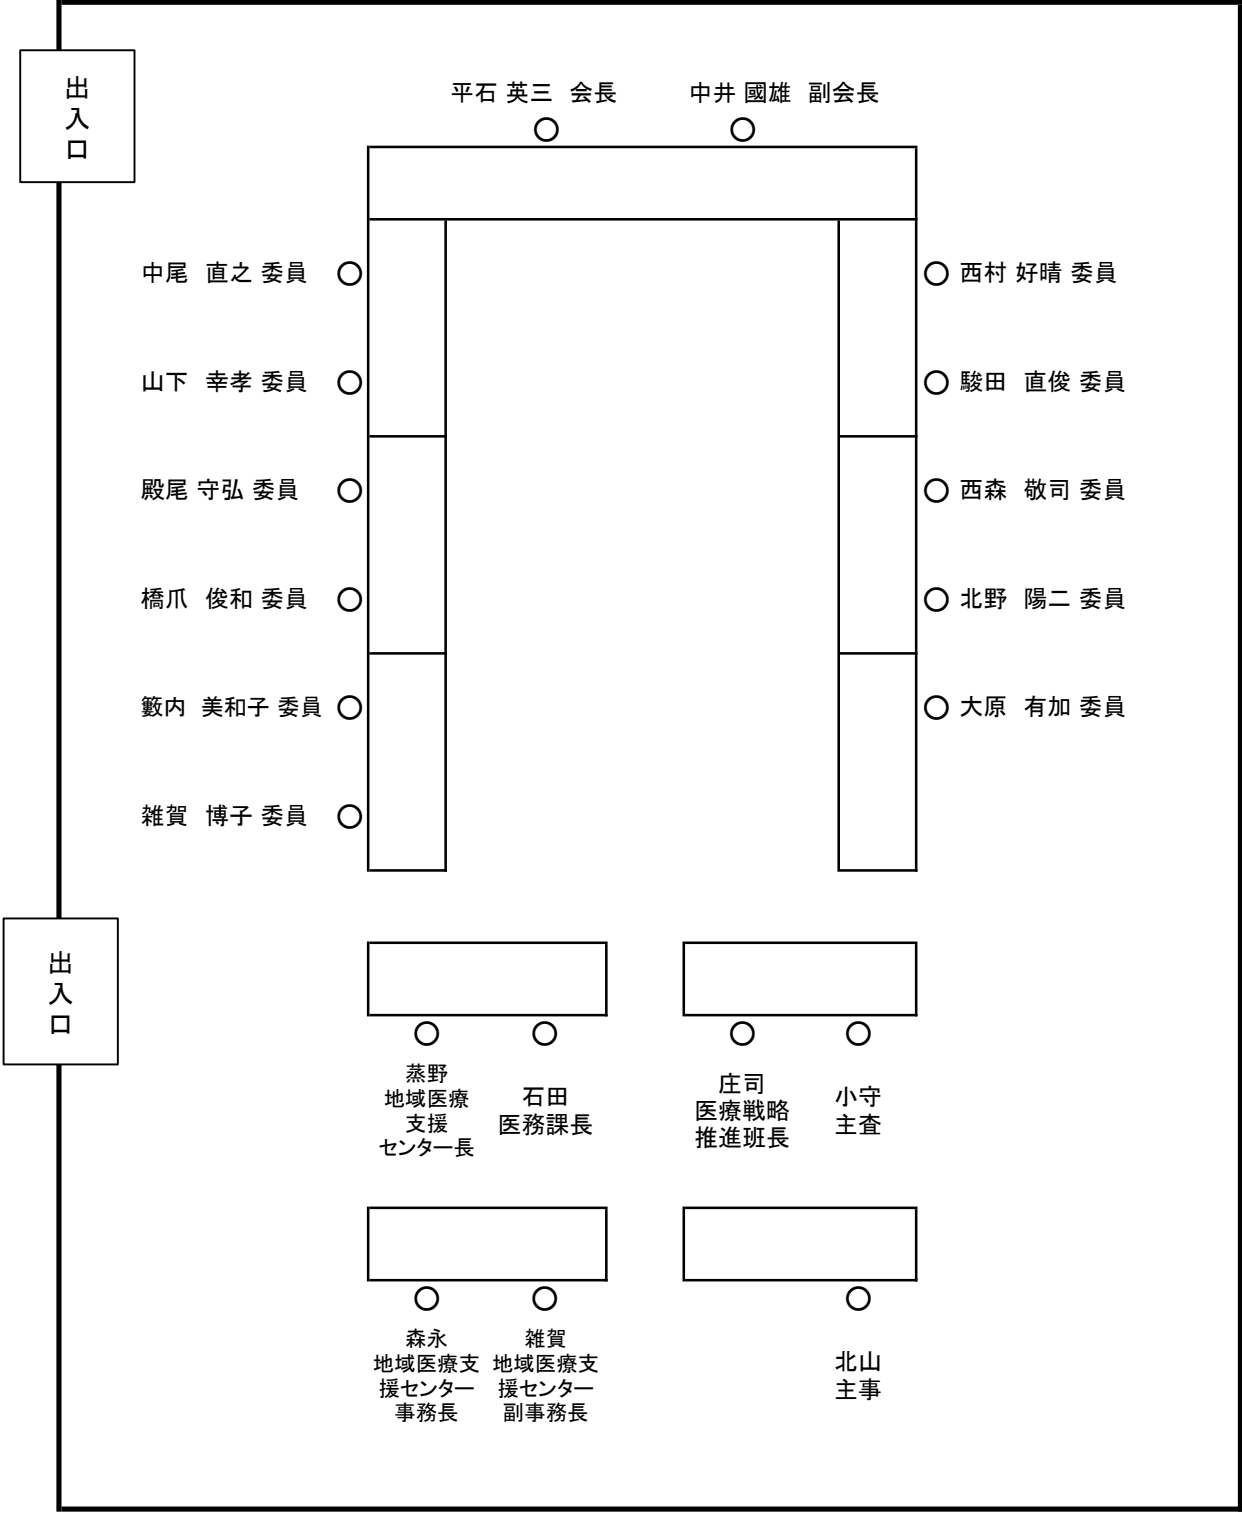 出入口
平石 英三 会長
中井 國雄 副会長
中尾 直之 委員
西村 好晴 委員
山下 幸孝 委員
駿田 直俊 委員
殿尾 守弘 委員
西森 敬司 委員
橋爪 俊和 委員
北野 陽二 委員
籔内 美和子 委員
大原 有加 委員
雑賀 博子 委員
出入口
蒸野
地域医療
支援
センター長
石田
医務課長
庄司
医療戦略
推進班長
小守
主査
森永
地域医療支
援センター
事務長
雑賀
地域医療支
援センター
副事務長
北山
主事